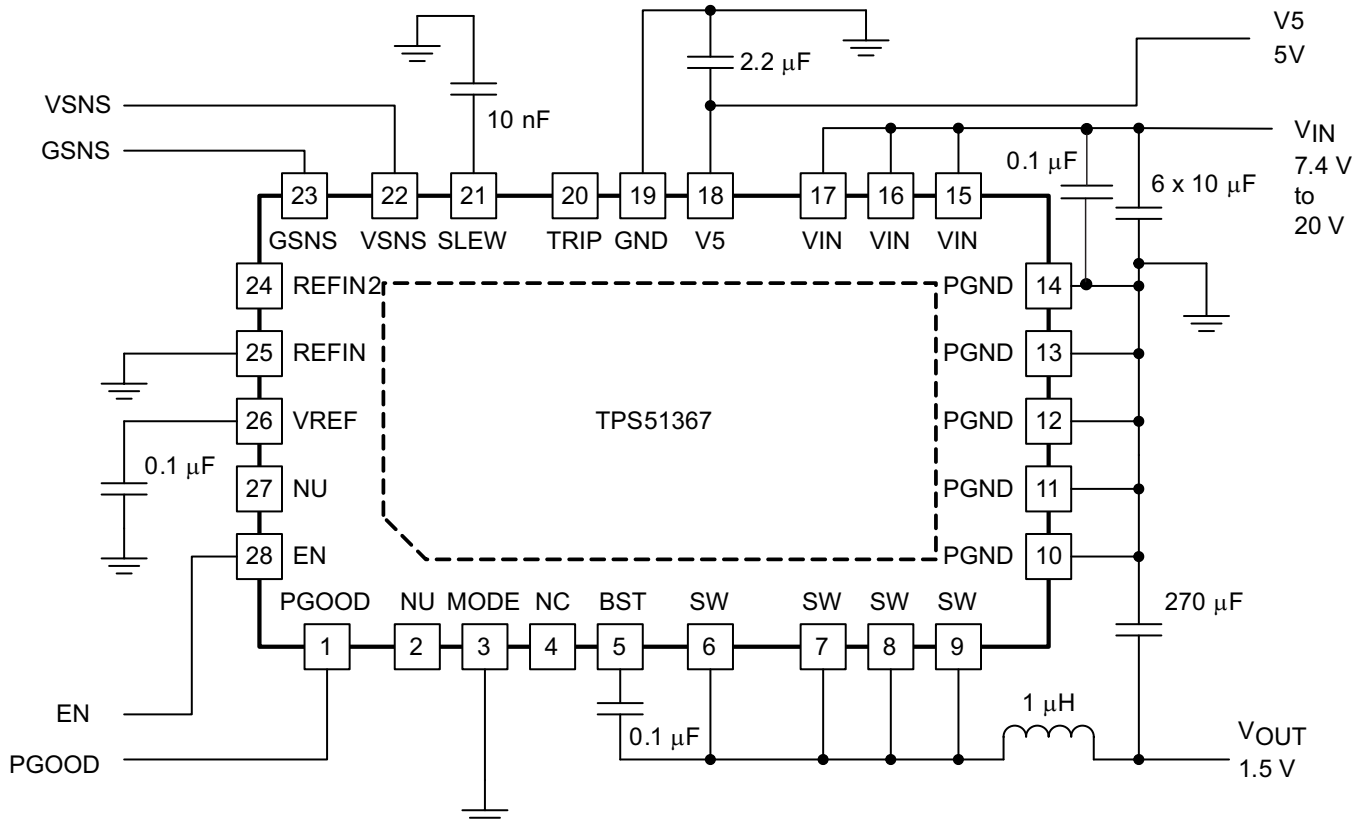 V5
5V
2.2 μF
10 nF
VSNS
GSNS
VIN
7.4 V
to
20 V
0.1 μF
6 x 10 μF
23
22
21
20
19
18
17
16
15
GSNS
VSNS
SLEW
TRIP
GND
V5
VIN
VIN
VIN
24
REFIN2
PGND
14
25
REFIN
PGND
13
26
VREF
TPS51367
PGND
12
0.1 μF
27
NU
PGND
11
28
EN
PGND
10
PGOOD
NU
MODE
NC
BST
SW
SW
SW
SW
270 μF
1
2
3
4
5
6
7
8
9
EN
0.1 μF
1 μH
PGOOD
VOUT
1.5 V